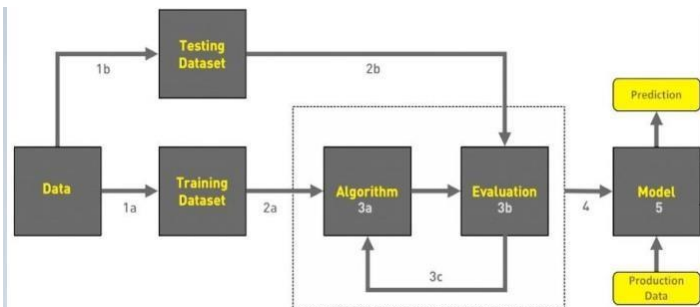 Testing
Dataset
1b
2b
Prediction
Data
1a
Training
Dataset
2a
Algorithm
3a
Evaluation
3b
4
Model
5
3c
Production
Data